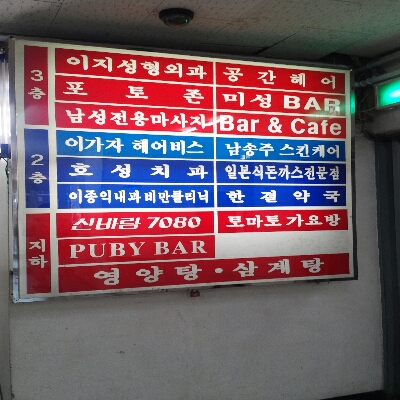 3층
이지성형외과 공간헤어
포토존 미성 BAR
남성전용마사지 Bar & Cafe
2층
이가자 헤어비스 남송주 스킨케어
호성치과 일본식돈까스전문점
이종익내과비만클리닉 한결약국
지하
신바람 7080 토마토가요방
PUBY BAR
영양탕·삼계탕